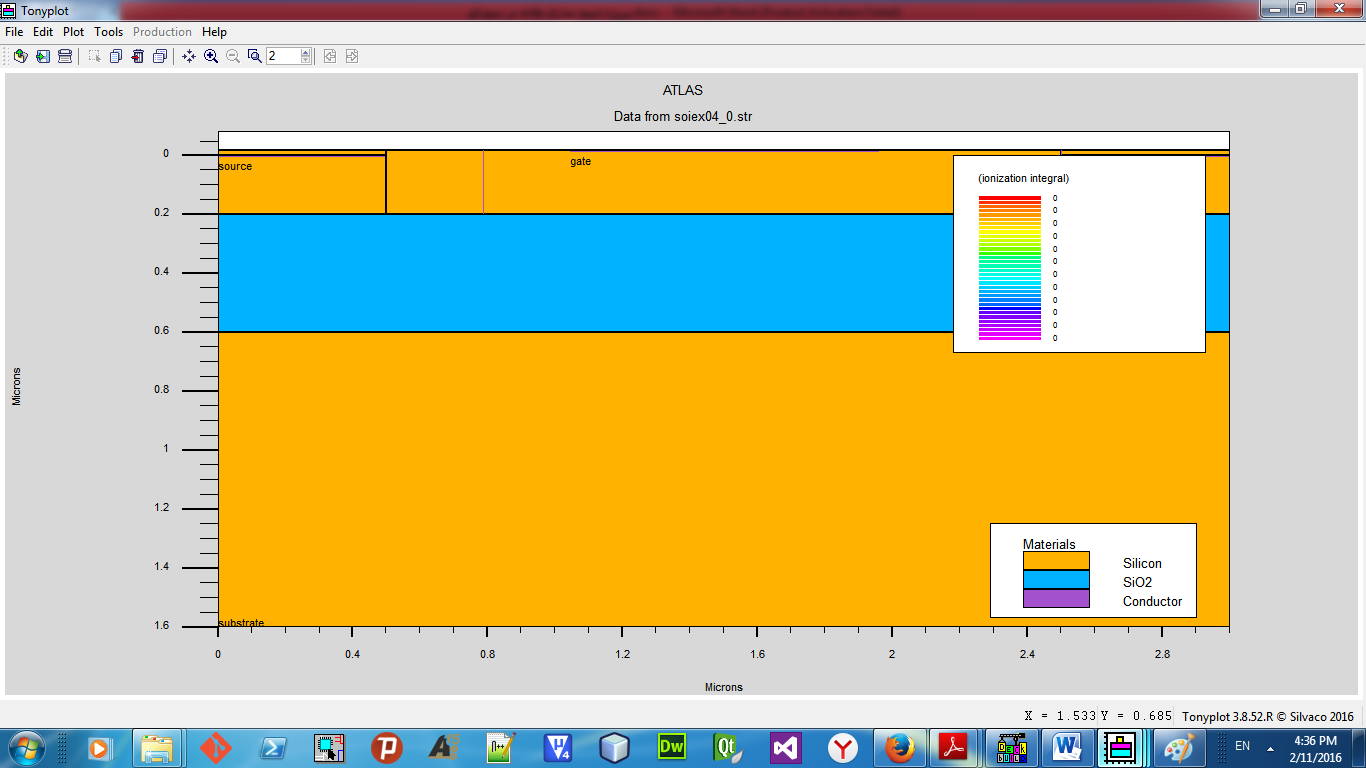 Tonyplot
File Edit Plot Tools Production Help
2
ATLAS
Data from soiex04_0.str
0
0.2
0.4
0.6
0.8
1
1.2
1.4
1.6
Microns
source
gate
substrate
(ionization integral)
0
0
0
0
0
0
0
0
0
0
0
0
Materials
Silicon
SiO2
Conductor
0
0.4
0.8
1.2
1.6
2
2.4
2.8
Microns
X = 1.533 Y = 0.685 Tonyplot 3.8.52.R © Silvaco 2016
EN
4:36 PM
2/11/2016